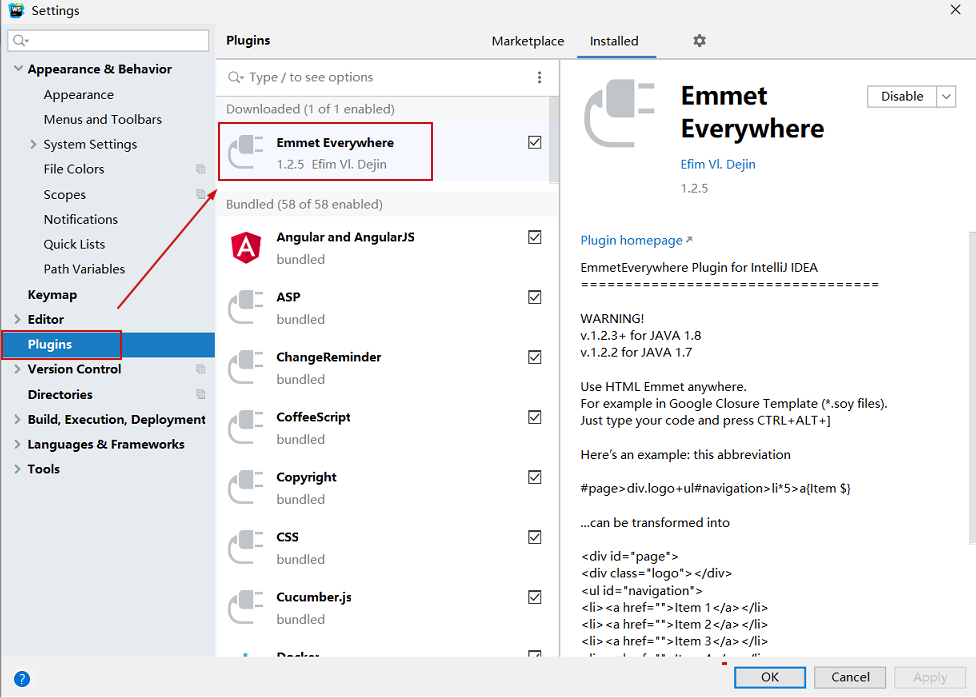 WS
Settings
Appearance & Behavior
Appearance
Menus and Toolbars
System Settings
File Colors
Scopes
Notifications
Quick Lists
Path Variables
Keymap
Editor
Plugins
Version Control
Directories
Build, Execution, Deployment
Languages & Frameworks
Tools
?
Plugins
Marketplace
Installed
Type / to see options
Downloaded (1 of 1 enabled)
Emmet Everywhere
1.2.5 Efim Vl. Dejin
Bundled (58 of 58 enabled)
Angular and AngularJS
bundled
ASP
bundled
ChangeReminder
bundled
CoffeeScript
bundled
Copyright
bundled
CSS
bundled
Cucumber.js
bundled
Docker
Emmet
Everywhere
Disable
Efim Vl. Dejin
1.2.5
Plugin homepage
EmmetEverywhere Plugin for IntelliJ IDEA
==================================
WARNING!
v.1.2.3+ for JAVA 1.8
v.1.2.2 for JAVA 1.7
Use HTML Emmet anywhere.
For example in Google Closure Template (*.soy files).
Just type your code and press CTRL+ALT+]
Here's an example: this abbreviation
#page>div.logo+ul#navigation>li*5>a{Item $}
...can be transformed into
<div id="page">
<div class="logo"></div>
<ul id="navigation">
<li><a href="">Item 1</a></li>
<li><a href="">Item 2</a></li>
<li><a href="">Item 3</a></li>
OK
Cancel
Apply